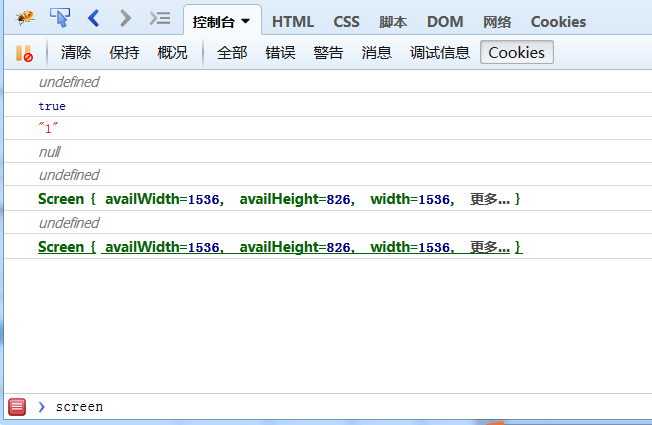 控制台 HTML CSS 脚本 DOM 网络 Cookies
清除 保持 概况 全部 错误 警告 消息 调试信息 Cookies
undefined
true
"1"
null
undefined
Screen { availWidth=1536, availHeight=826, width=1536, 更多... }
undefined
Screen { availWidth=1536, availHeight=826, width=1536, 更多... }
screen